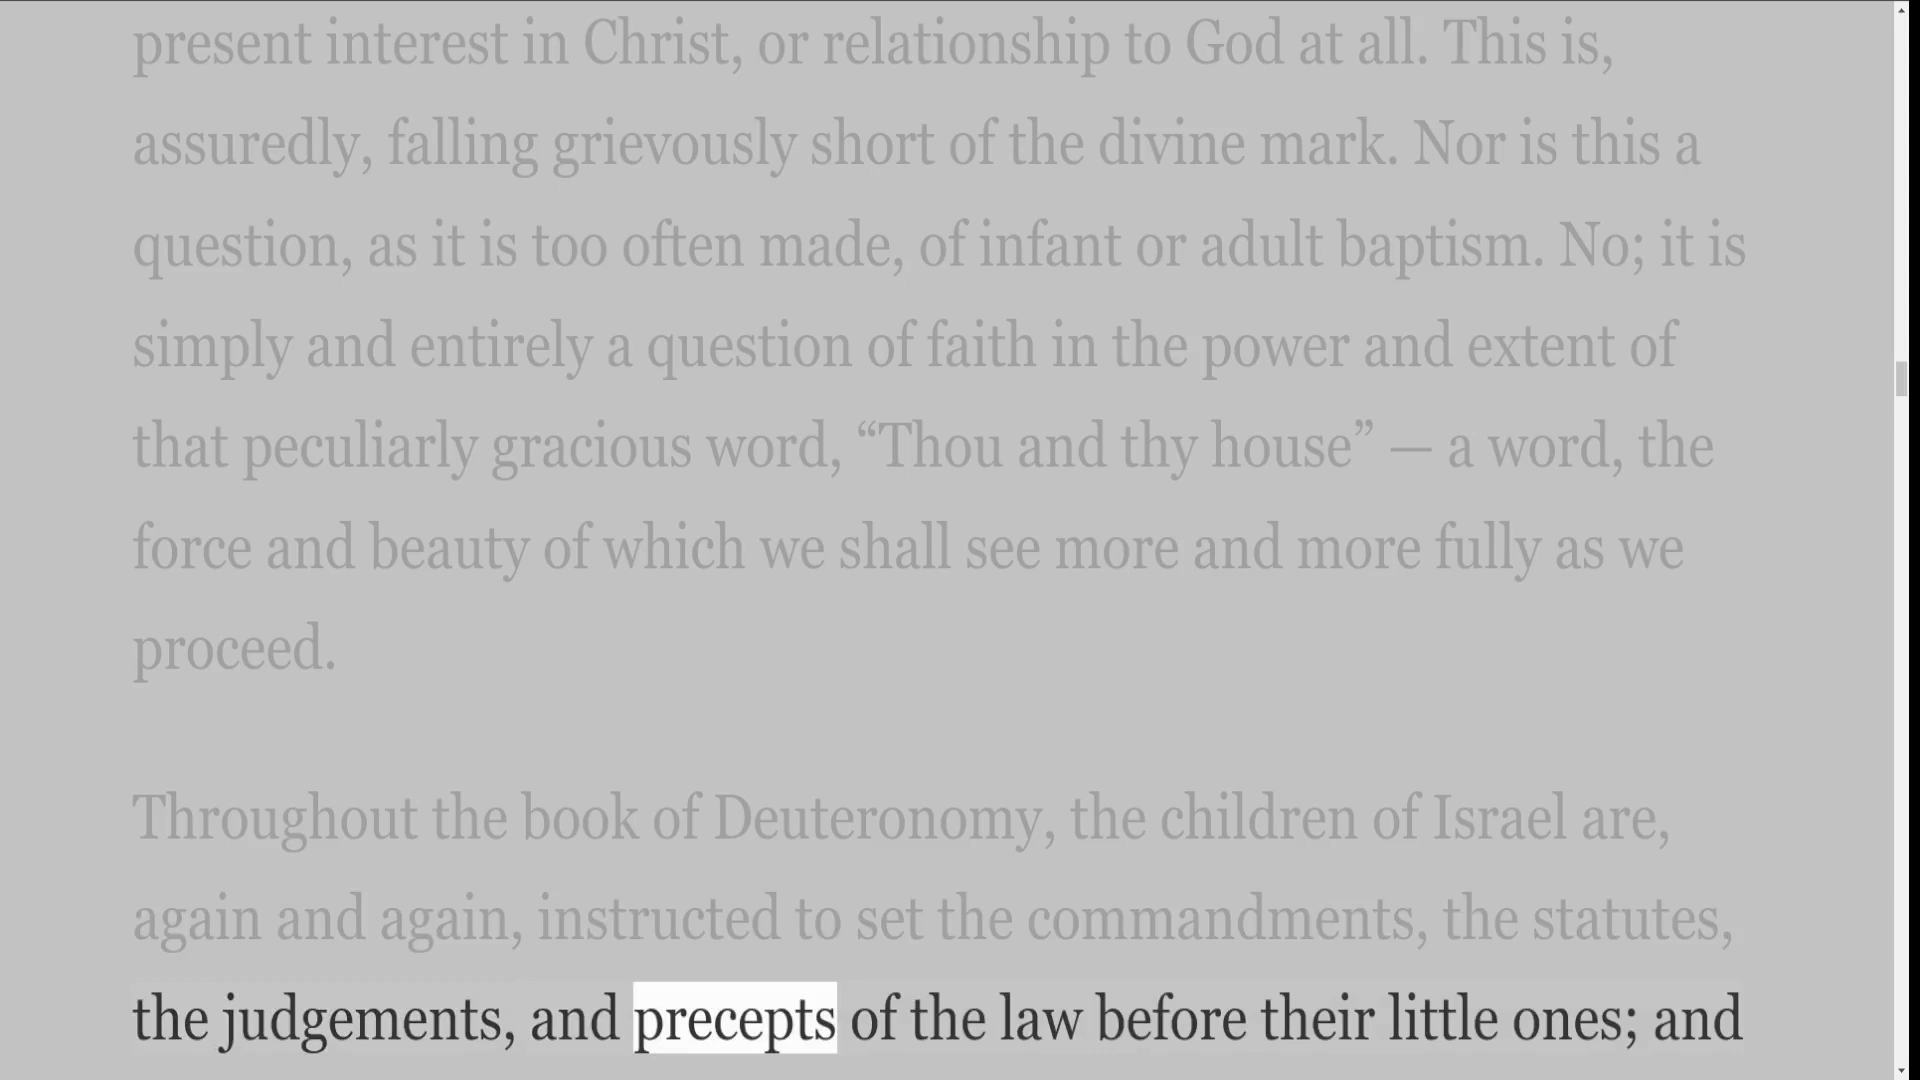 present interest in Christ, or relationship to God at all. This is,
assuredly, falling grievously short of the divine mark. Nor is this a
question, as it is too often made, of infant or adult baptism. No; it is
simply and entirely a question of faith in the power and extent of
that peculiarly gracious word, “Thou and thy house” — a word, the
force and beauty of which we shall see more and more fully as we
proceed.
Throughout the book of Deuteronomy, the children of Israel are,
again and again, instructed to set the commandments, the statutes,
the judgements, and precepts of the law before their little ones; and